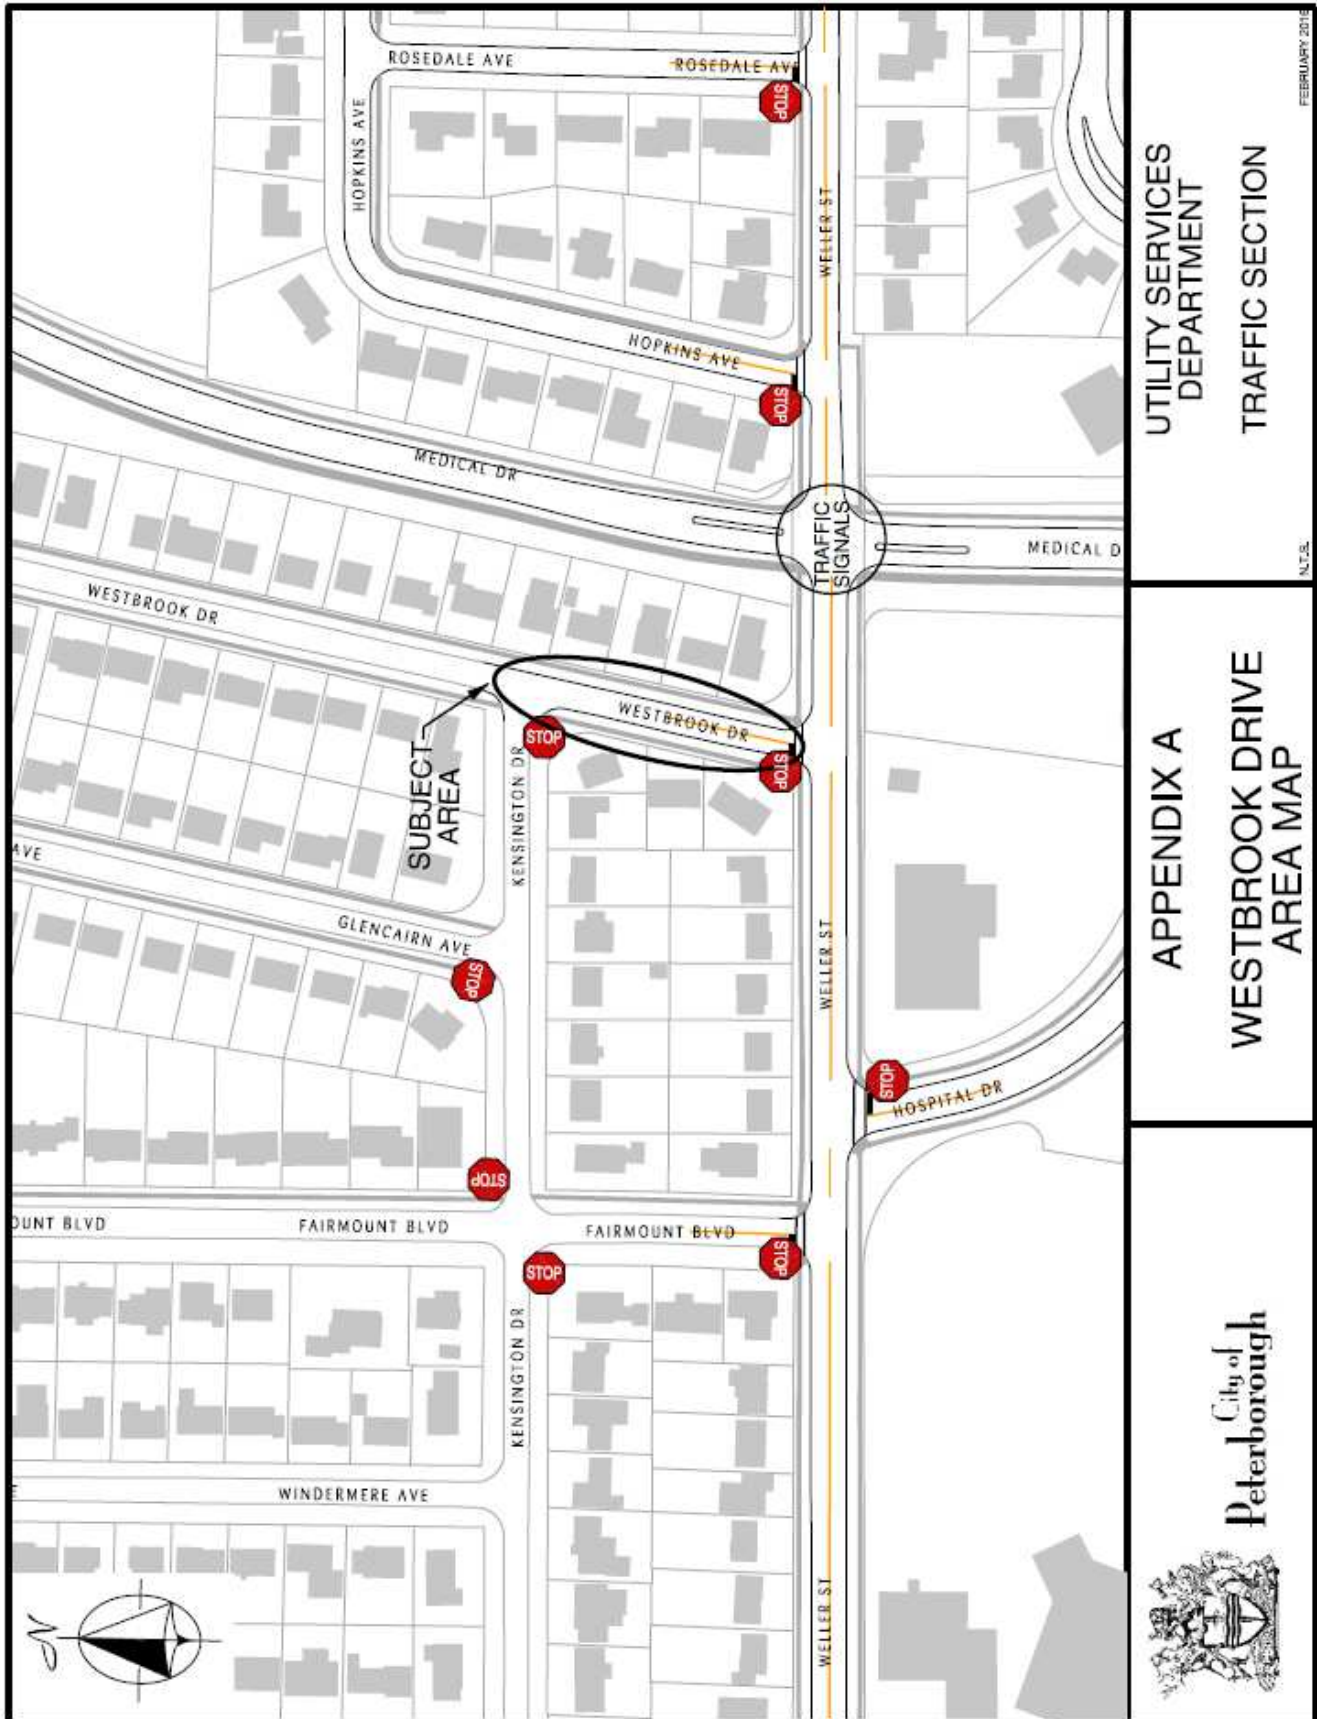 ROSEDALE AVE
ROSEDALE AVE
STOP
HOPKINS AVE
WELLER ST
HOPKINS AVE
STOP
MEDICAL DR
TRAFFIC
SIGNALS
MEDICAL D
WESTBROOK DR
WESTBROOK DR
STOP
STOP
SUBJECT
AREA
KENSINGTON DR
AVE
GLENCAIRN AVE
STOP
WELLER ST
STOP
HOSPITAL DR
STOP
OUNT BLVD
FAIRMOUNT BLVD
FAIRMOUNT BLVD
STOP
STOP
KENSINGTON DR
E
WINDERMERE AVE
WELLER ST
N
City of
Peterborough
APPENDIX A
WESTBROOK DRIVE
AREA MAP
UTILITY SERVICES
DEPARTMENT
TRAFFIC SECTION
FEBRUARY 2016